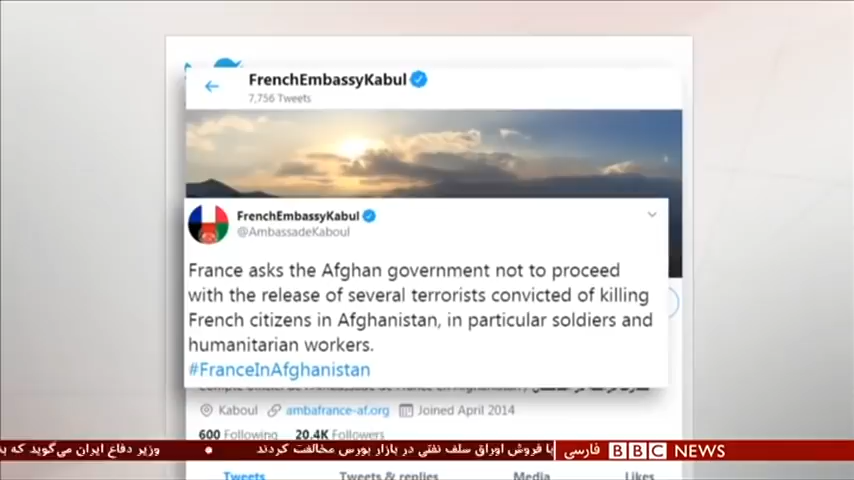 FrenchEmbassyKabul
7,756 Tweets
FrenchEmbassyKabul
@AmbassadeKaboul
France asks the Afghan government not to proceed
with the release of several terrorists convicted of killing
French citizens in Afghanistan, in particular soldiers and
humanitarian workers.
#FranceInAfghanistan
Kaboul ambafrance-af.org Joined April 2014
600 Following 20.4K Followers
با فروش اوراق سلف نفتی در بازار بورس مخالفت کردند • وزیر دفاع ایران می‌گوید که
BBC NEWS فارسی
Tweets Tweets & replies Media Likes